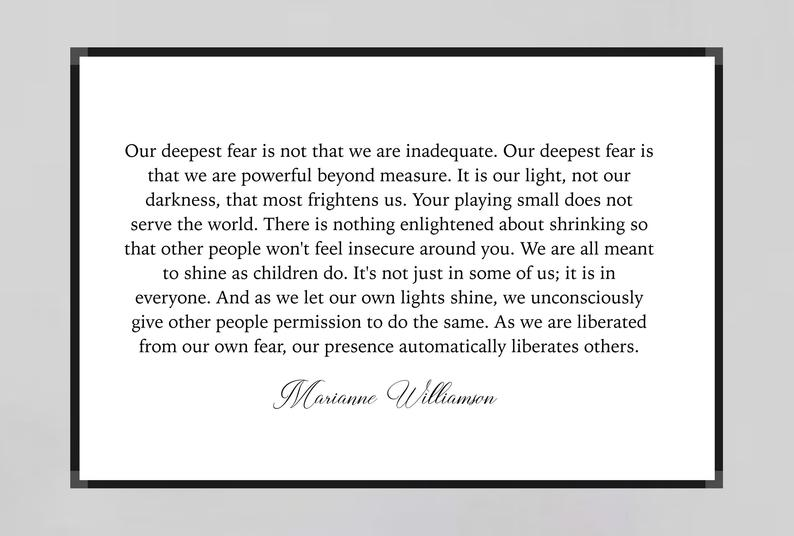 Our deepest fear is not that we are inadequate. Our deepest fear is
that we are powerful beyond measure. It is our light, not our
darkness, that most frightens us. Your playing small does not
serve the world. There is nothing enlightened about shrinking so
that other people won't feel insecure around you. We are all meant
to shine as children do. It's not just in some of us; it is in
everyone. And as we let our own lights shine, we unconsciously
give other people permission to do the same. As we are liberated
from our own fear, our presence automatically liberates others.
Marianne Williamson